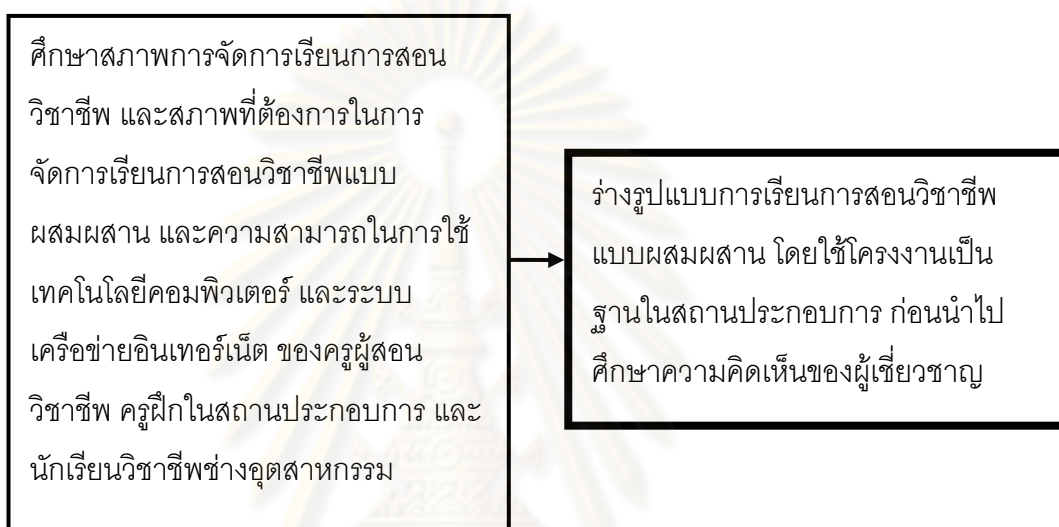 ศึกษาสภาพการจัดการเรียนการสอน
วิชาชีพ และสภาพที่ต้องการในการ
จัดการเรียนการสอนวิชาชีพแบบ
ผสมผสาน และความสามารถในการใช้
เทคโนโลยีคอมพิวเตอร์ และระบบ
เครือข่ายอินเทอร์เน็ต ของครูผู้สอน
วิชาชีพ ครูฝึกในสถานประกอบการ และ
นักเรียนวิชาชีพช่างอุตสาหกรรม
ร่างรูปแบบการเรียนการสอนวิชาชีพ
แบบผสมผสาน โดยใช้โครงงานเป็น
ฐานในสถานประกอบการ ก่อนนำไป
ศึกษาความคิดเห็นของผู้เชี่ยวชาญ